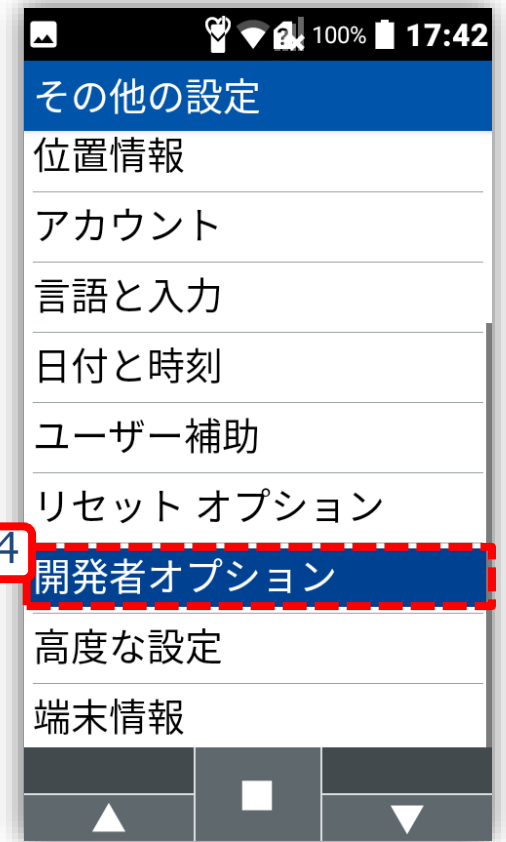 100% 17:42
その他の設定
位置情報
アカウント
言語と入力
日付と時刻
ユーザー補助
リセット オプション
4
開発者オプション
高度な設定
端末情報